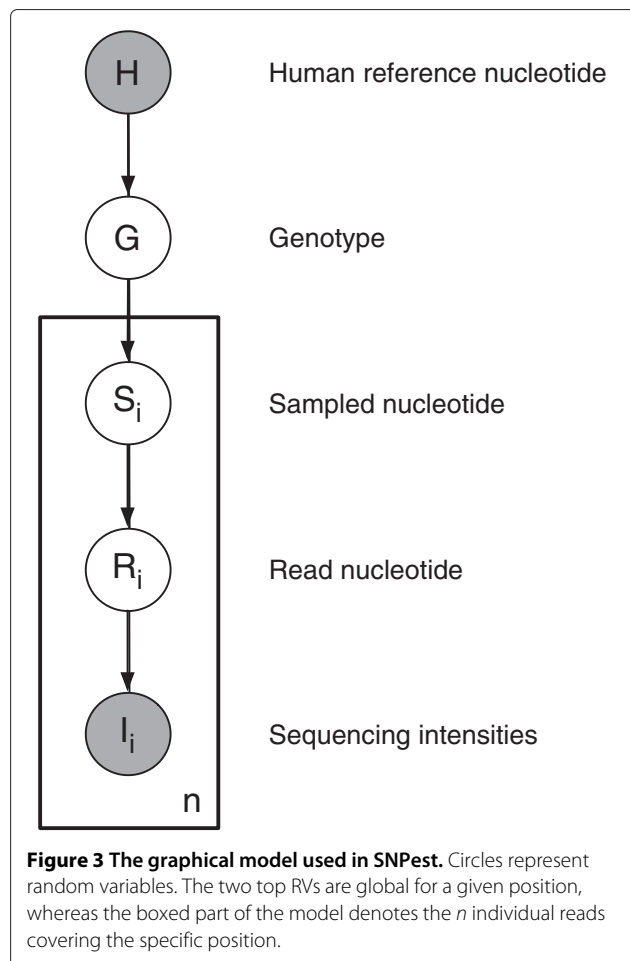 H Human reference nucleotide
G Genotype
Si Sampled nucleotide
Ri Read nucleotide
Ii Sequencing intensities
n
Figure 3 The graphical model used in SNPest. Circles represent
random variables. The two top RVs are global for a given position,
whereas the boxed part of the model denotes the n individual reads
covering the specific position.